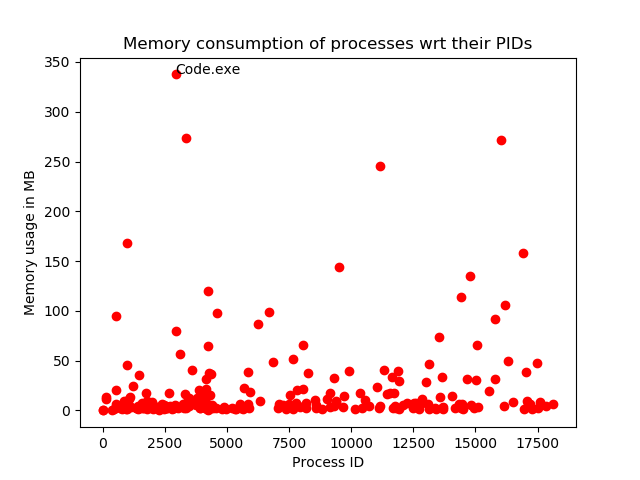 Memory consumption of processes wrt their PIDs
350
Code.exe
300
250
200
150
100
50
0
Memory usage in MB
0 2500 5000 7500 10000 12500 15000 17500
Process ID